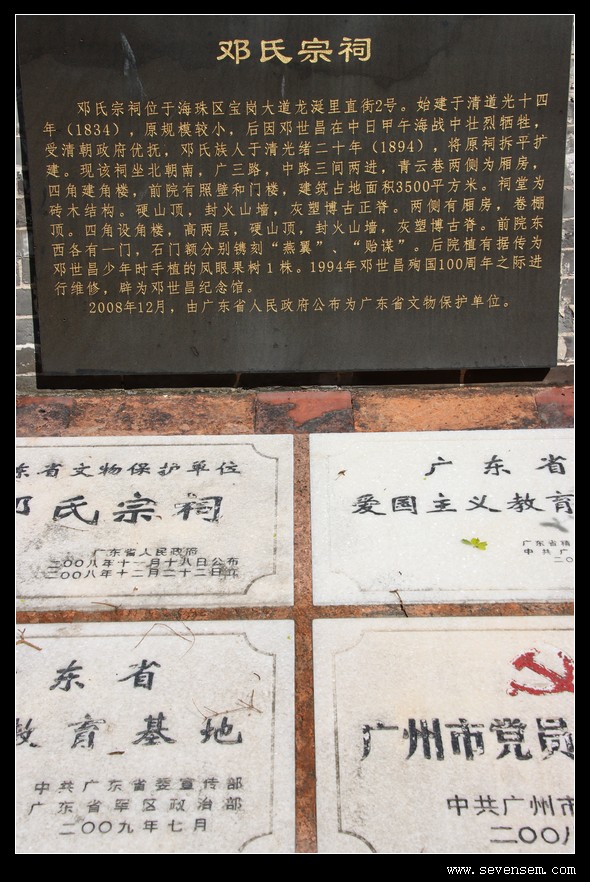 邓氏宗祠
邓氏宗祠位于海珠区宝岗大道龙涎里直街2号。始建于清道光十四
年（1834），原规模较小，后因邓世昌在中日甲午海战中壮烈牺牲，
受清朝政府优抚，邓氏族人于清光绪二十年（1894），将原祠拆平扩
建。现该祠坐北朝南，广三路，中路三间两进，青云巷两侧为厢房，
四角建角楼，前院有照壁和门楼，建筑占地面积3500平方米。祠堂为
砖木结构。硬山顶，封火山墙，灰塑博古正脊。两侧有厢房，卷棚
顶。四角设角楼，高两层，硬山顶，封火山墙，灰塑博古脊。前院东
西各有一门，石门额分别镌刻“燕翼” “贻谋”。后院植有据传为
邓世昌少年时手植的凤眼果树1株。1994年邓世昌殉国100周年之际进
行维修，辟为邓世昌纪念馆。
2008年12月，由广东省人民政府公布为广东省文物保护单位。
东省文物保护单位
邓氏宗祠
广东省人民政府
二〇〇八年十一月十八日公布
二〇〇八年十二月二十二日立
广东省
爱国主义教育
广东省精
中共广
二〇
东省
教育基地
中共广东省委宣传部
广东省军区政治部
二〇〇九年七月
广州市党员
中共广州市
二〇〇八
www.sevensem.com